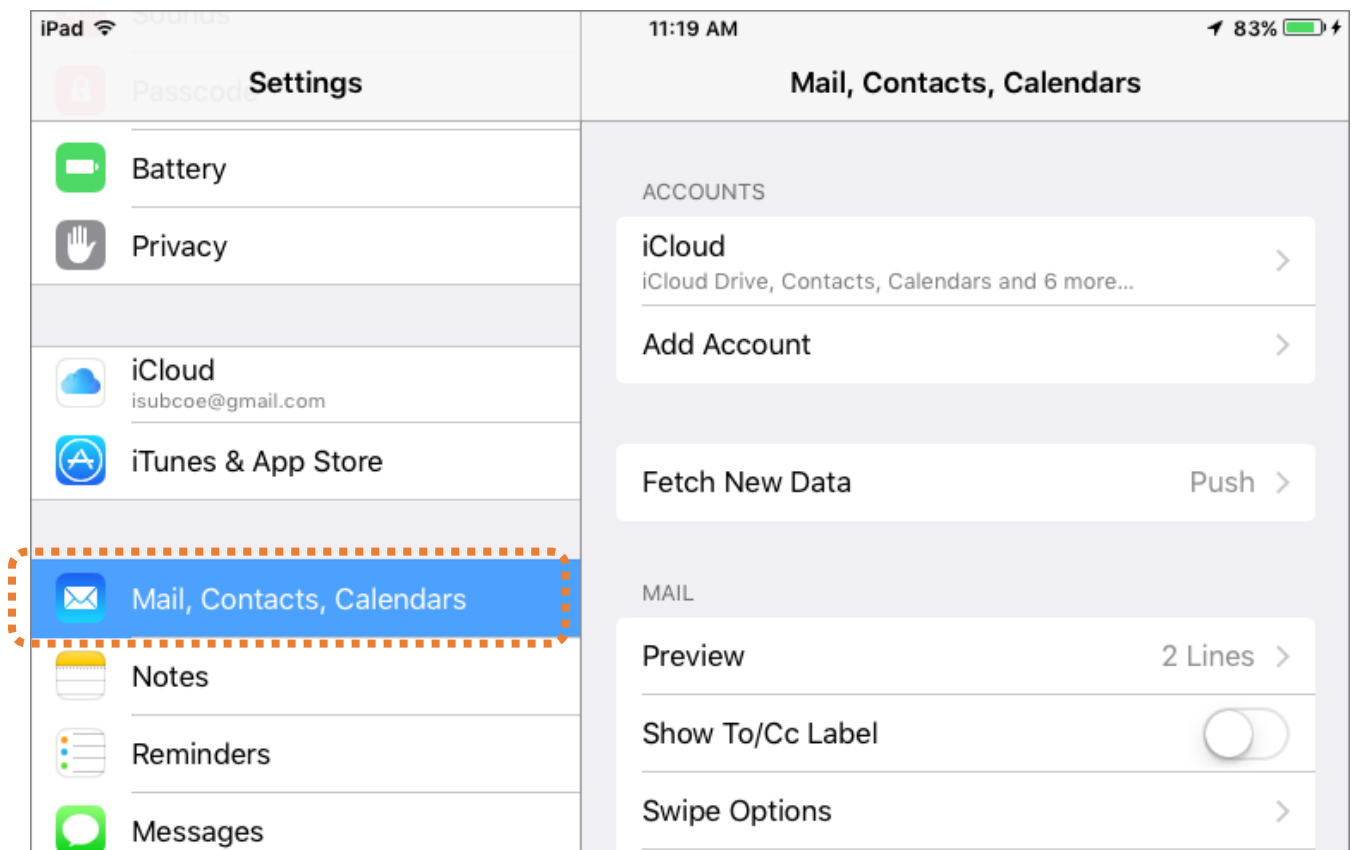 Sounds
iPad 11:19 AM 83%
Passcode
Settings
Mail, Contacts, Calendars
Battery
Privacy
iCloud
isubcoe@gmail.com
iTunes & App Store
Mail, Contacts, Calendars
Notes
Reminders
Messages
ACCOUNTS
iCloud
iCloud Drive, Contacts, Calendars and 6 more...
Add Account
Fetch New Data Push
MAIL
Preview 2 Lines
Show To/Cc Label
Swipe Options